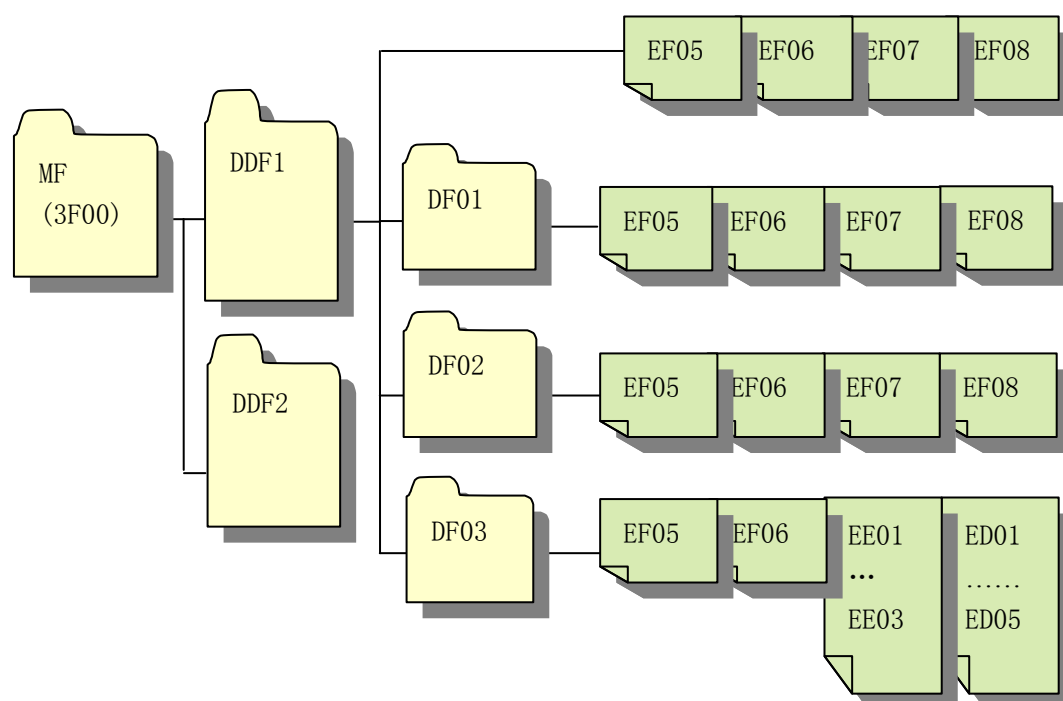 EF05
EF06
EF07
EF08
MF
(3F00)
DDF1
DF01
EF05
EF06
EF07
EF08
DF02
EF05
EF06
EF07
EF08
DDF2
DF03
EF05
EF06
EE01
...
EE03
ED01
......
ED05